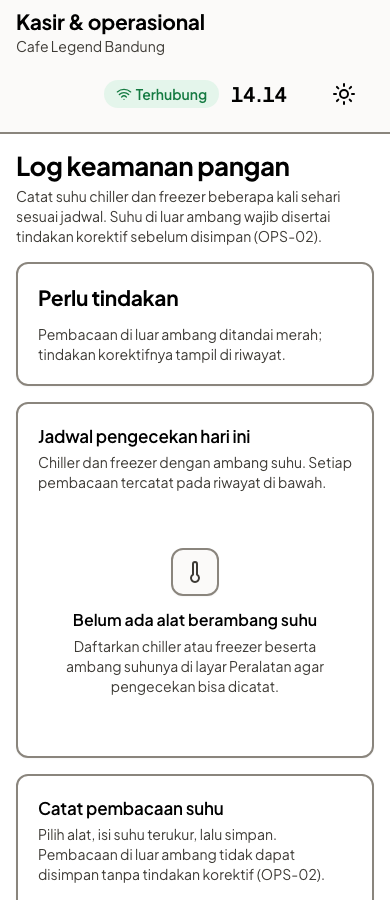 Kasir & operasional
Cafe Legend Bandung
Terhubung 14.14
Log keamanan pangan
Catat suhu chiller dan freezer beberapa kali sehari
sesuai jadwal. Suhu di luar ambang wajib disertai
tindakan korektif sebelum disimpan (OPS-02).
Perlu tindakan
Pembacaan di luar ambang ditandai merah;
tindakan korektifnya tampil di riwayat.
Jadwal pengecekan hari ini
Chiller dan freezer dengan ambang suhu. Setiap
pembacaan tercatat pada riwayat di bawah.
Belum ada alat berambang suhu
Daftarkan chiller atau freezer beserta
ambang suhunya di layar Peralatan agar
pengecekan bisa dicatat.
Catat pembacaan suhu
Pilih alat, isi suhu terukur, lalu simpan.
Pembacaan di luar ambang tidak dapat
disimpan tanpa tindakan korektif (OPS-02).